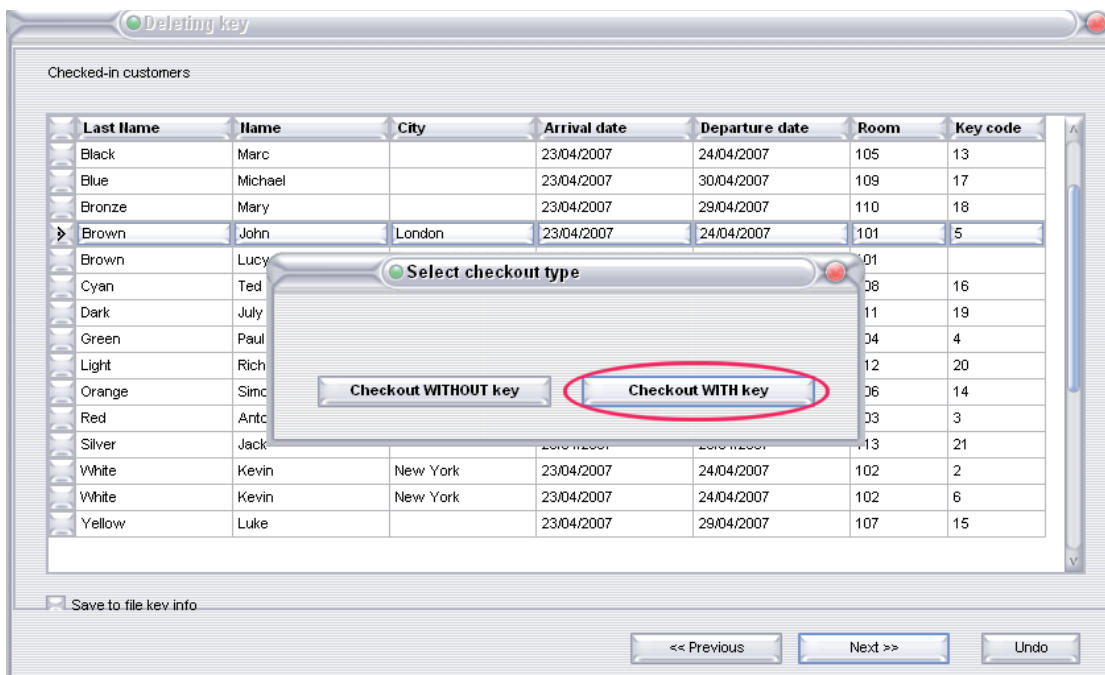 Deleting key
Checked-in customers
Last Name Name City Arrival date Departure date Room Key code
Black Marc 23/04/2007 24/04/2007 105 13
Blue Michael 23/04/2007 30/04/2007 109 17
Bronze Mary 23/04/2007 29/04/2007 110 18
Brown John London 23/04/2007 24/04/2007 101 5
Brown Lucy
Select checkout type
Cyan Ted 16
Dark July 19
Green Paul 4
Light Rich 20
Checkout WITHOUT key Checkout WITH key
Orange 14
Red 3
Silver Jack 21
White Kevin New York 23/04/2007 24/04/2007 102 2
White Kevin New York 23/04/2007 24/04/2007 102 6
Yellow Luke 23/04/2007 29/04/2007 107 15
Save to file key info
<< Previous Next >> Undo